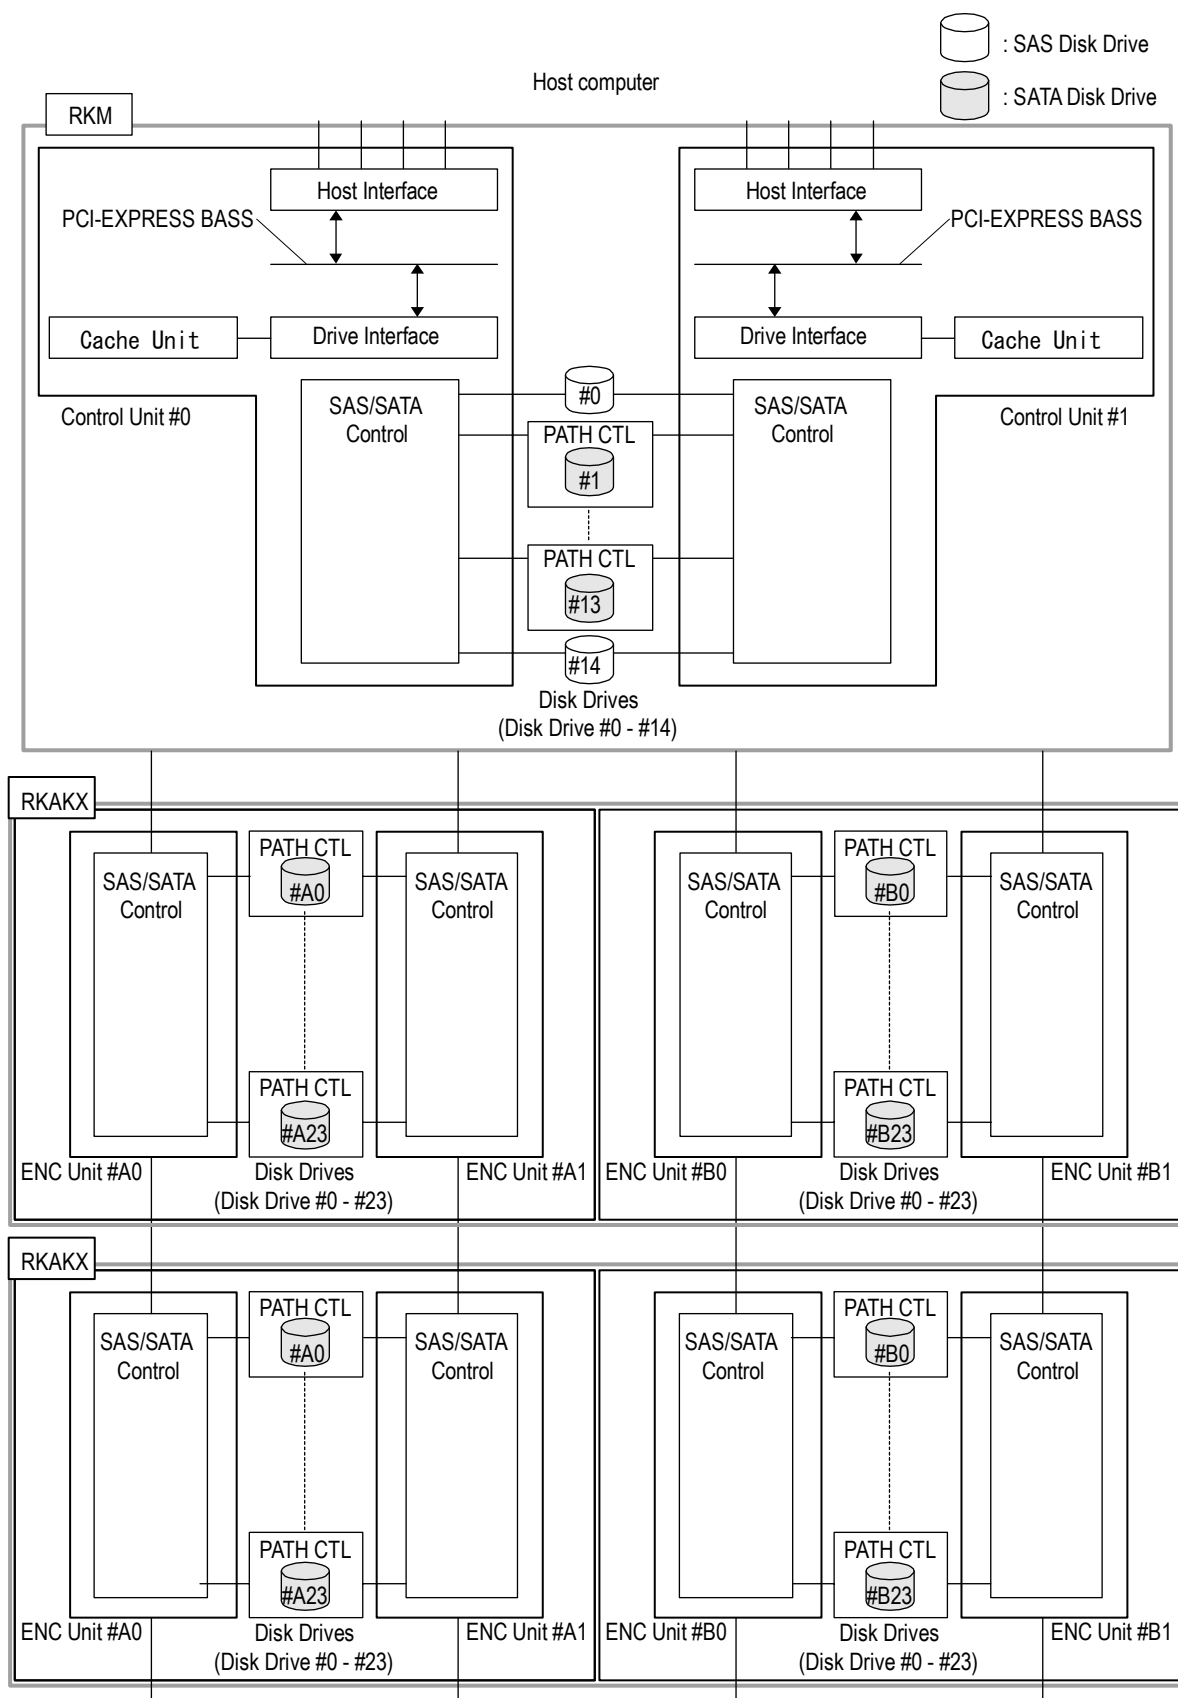 : SAS Disk Drive
Host computer
: SATA Disk Drive
RKM
Host Interface
Host Interface
PCI-EXPRESS BASS
PCI-EXPRESS BASS
Cache Unit
Drive Interface
Drive Interface
Cache Unit
#0
SAS/SATA
Control
SAS/SATA
Control
Control Unit #0
Control Unit #1
PATH CTL
#1
PATH CTL
#13
#14
Disk Drives
(Disk Drive #0 - #14)
RKAKX
PATH CTL
#A0
SAS/SATA
Control
SAS/SATA
Control
PATH CTL
#A23
ENC Unit #A0
Disk Drives
(Disk Drive #0 - #23)
ENC Unit #A1
PATH CTL
#B0
SAS/SATA
Control
SAS/SATA
Control
PATH CTL
#B23
ENC Unit #B0
Disk Drives
(Disk Drive #0 - #23)
ENC Unit #B1
RKAKX
PATH CTL
#A0
SAS/SATA
Control
SAS/SATA
Control
PATH CTL
#A23
ENC Unit #A0
Disk Drives
(Disk Drive #0 - #23)
ENC Unit #A1
PATH CTL
#B0
SAS/SATA
Control
SAS/SATA
Control
PATH CTL
#B23
ENC Unit #B0
Disk Drives
(Disk Drive #0 - #23)
ENC Unit #B1